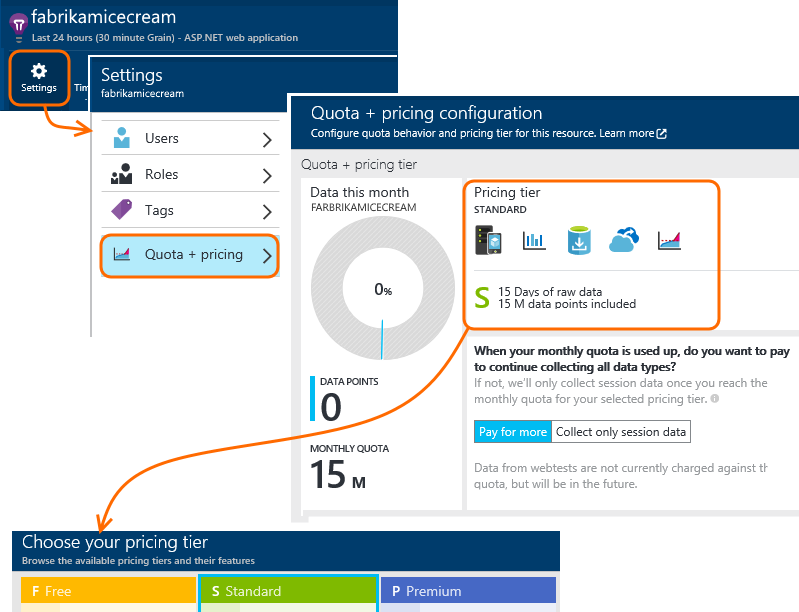 fabrikamicecream
Last 24 hours (30 minute Grain) - ASP.NET web application
Settings
Tim
Settings
fabrikamicecream
Users
Roles
Tags
Quota + pricing
Quota + pricing configuration
Configure quota behavior and pricing tier for this resource. Learn more
Quota + pricing tier
Data this month
FARBRIKAMICECREAM
0%
DATA POINTS
0
MONTHLY QUOTA
15 M
Pricing tier
STANDARD
S
15 Days of raw data
15 M data points included
When your monthly quota is used up, do you want to pay
to continue collecting all data types?
If not, we'll only collect session data once you reach the
monthly quota for your selected pricing tier.
Pay for more Collect only session data
Data from webtests are not currently charged against th
quota, but will be in the future.
Choose your pricing tier
Browse the available pricing tiers and their features
F Free
S Standard
P Premium